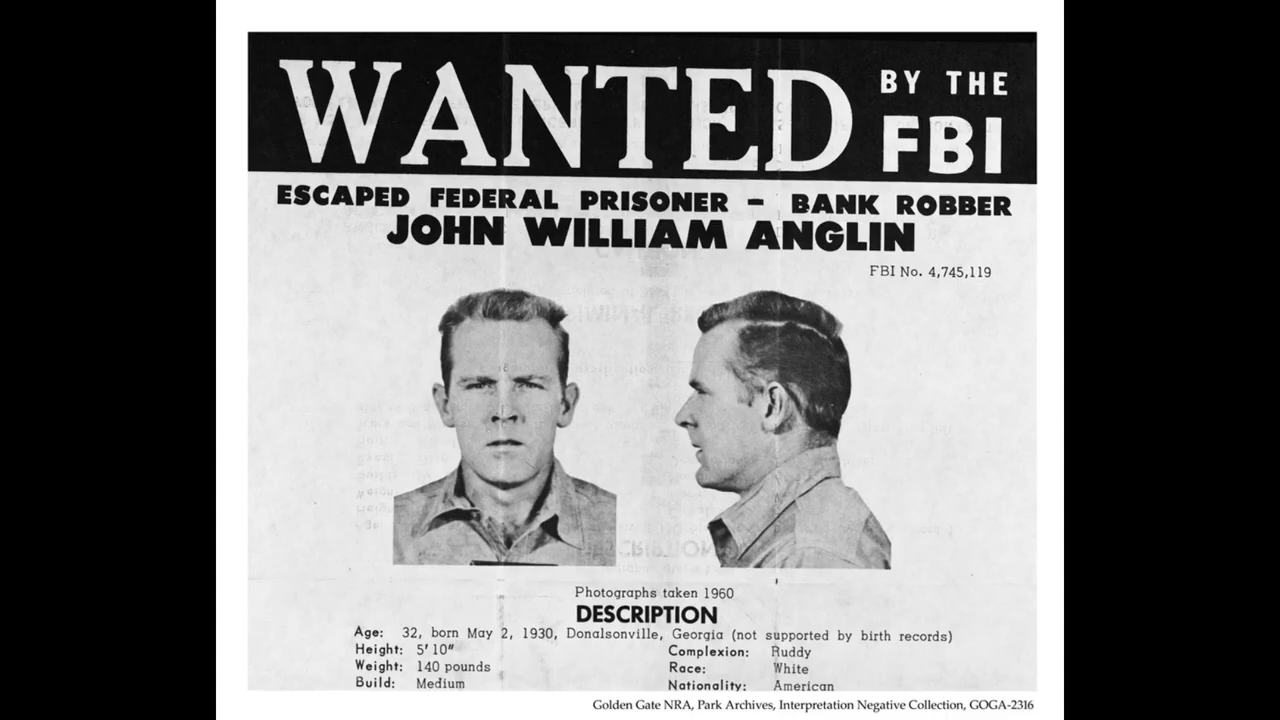 WANTED BY THE FBI
ESCAPED FEDERAL PRISONER - BANK ROBBER
JOHN WILLIAM ANGLIN
FBI No. 4,745,119
Photographs taken 1960
DESCRIPTION
Age: 32, born May 2, 1930, Donalsonville, Georgia (not supported by birth records)
Height: 5' 10" Complexion: Ruddy
Weight: 140 pounds Race: White
Build: Medium Nationality: American
Golden Gate NRA, Park Archives, Interpretation Negative Collection, GOGA-2316